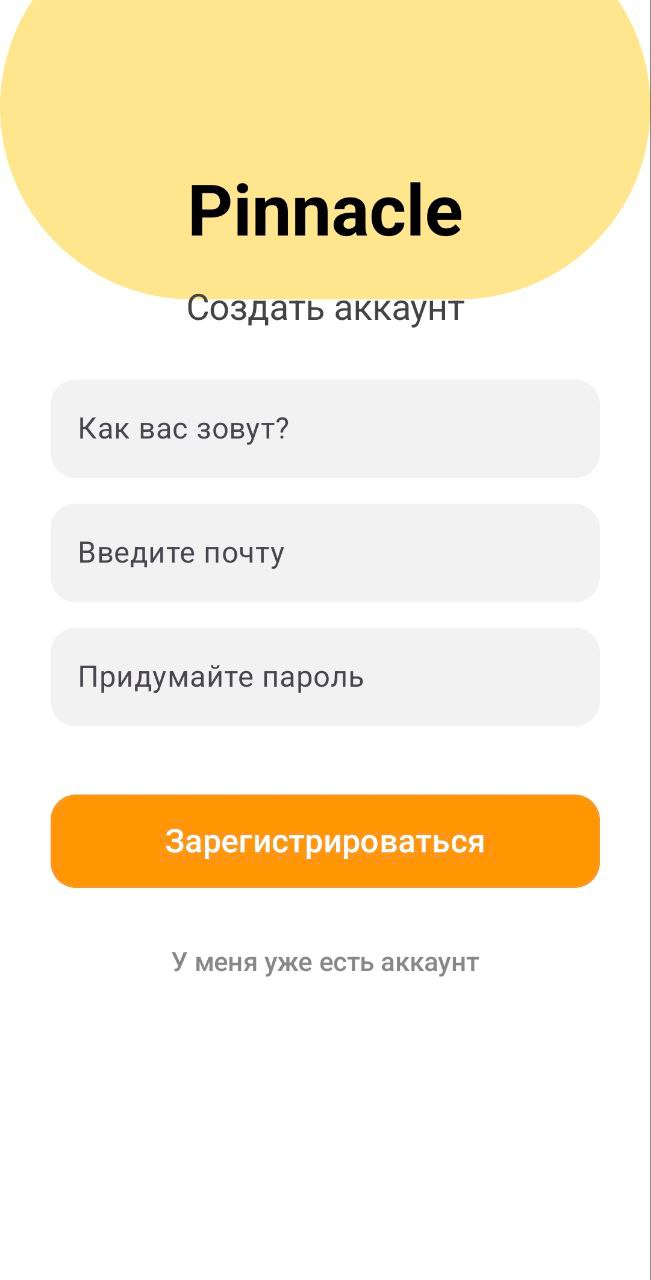 Pinnacle
Создать аккаунт
Как вас зовут?
Введите почту
Придумайте пароль
Зарегистрироваться
У меня уже есть аккаунт